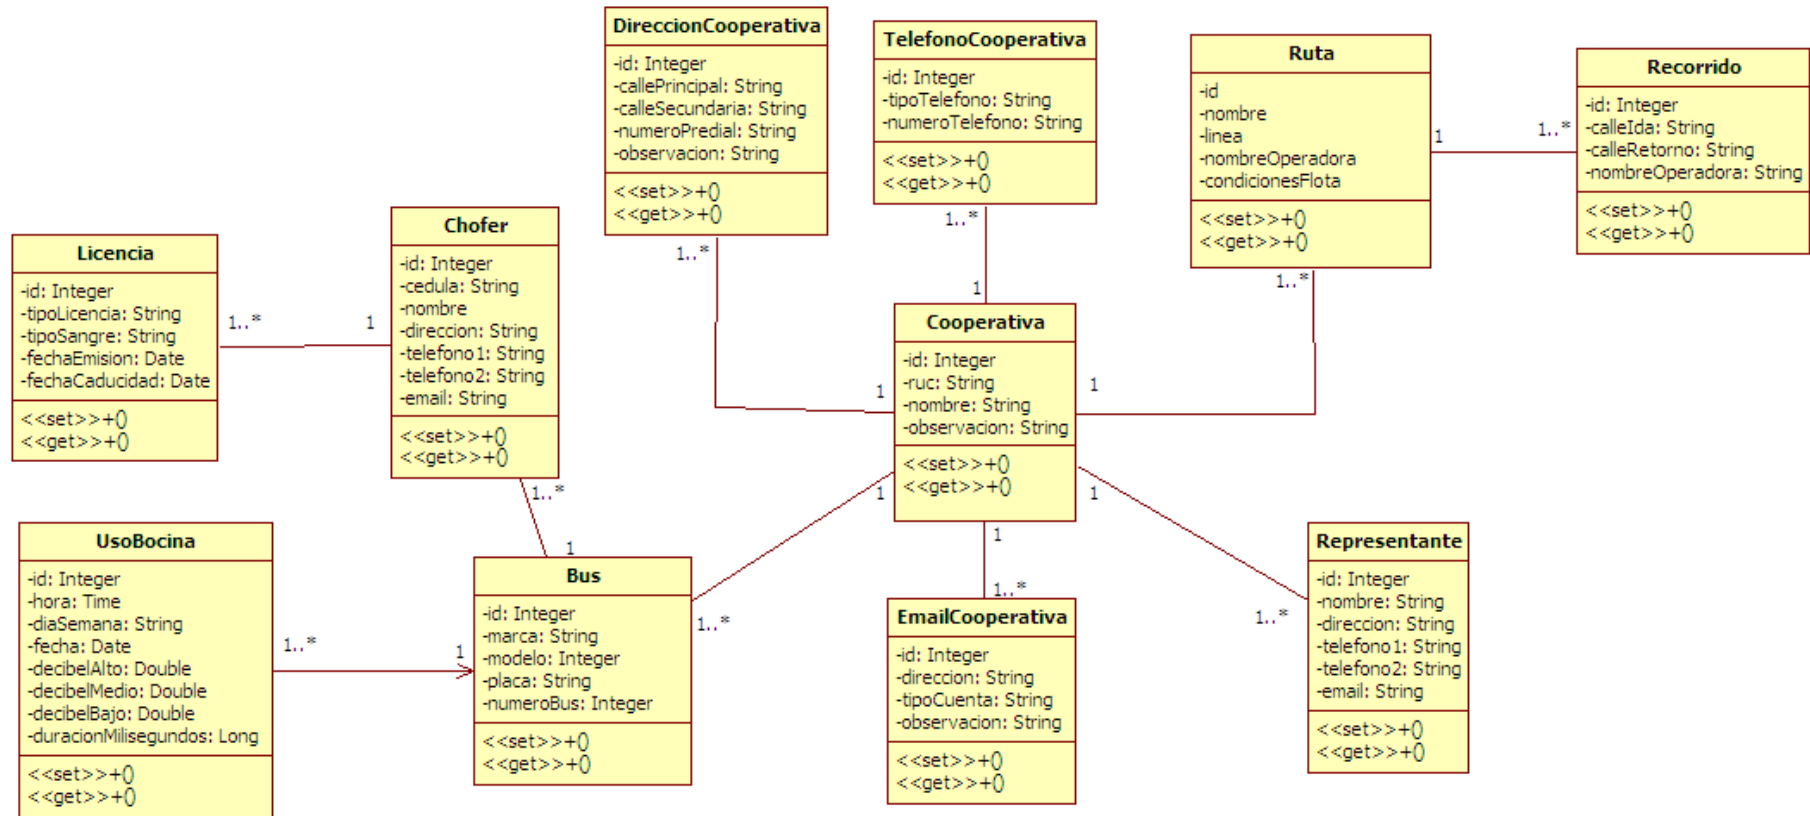 DireccionCooperativa
-id: Integer
-callePrincipal: String
-calleSecundaria: String
-numeroPredial: String
-observacion: String
<<set>>+()
<<get>>+()
1..*
TelefonoCooperativa
-id: Integer
-tipoTelefono: String
-numeroTelefono: String
<<set>>+()
<<get>>+()
1..*
1
Ruta
-id
-nombre
-linea
-nombreOperadora
-condicionesFlota
<<set>>+()
<<get>>+()
1..*
1
1..*
Recorrido
-id: Integer
-calleIda: String
-calleRetorno: String
-nombreOperadora: String
<<set>>+()
<<get>>+()
Licencia
-id: Integer
-tipoLicencia: String
-tipoSangre: String
-fechaEmision: Date
-fechaCaducidad: Date
<<set>>+()
<<get>>+()
1..*
1
Chofer
-id: Integer
-cedula: String
-nombre
-direccion: String
-telefono1: String
-telefono2: String
-email: String
<<set>>+()
<<get>>+()
1..*
1
Cooperativa
-id: Integer
-ruc: String
-nombre: String
-observacion: String
<<set>>+()
<<get>>+()
1
1
1
1
1
UsoBocina
-id: Integer
-hora: Time
-diaSemana: String
-fecha: Date
-decibelAlto: Double
-decibelMedio: Double
-decibelBajo: Double
-duracionMilisegundos: Long
<<set>>+()
<<get>>+()
1..*
1
Bus
-id: Integer
-marca: String
-modelo: Integer
-placa: String
-numeroBus: Integer
<<set>>+()
<<get>>+()
1..*
1..*
EmailCooperativa
-id: Integer
-direccion: String
-tipoCuenta: String
-observacion: String
<<set>>+()
<<get>>+()
1..*
Representante
-id: Integer
-nombre: String
-direccion: String
-telefono1: String
-telefono2: String
-email: String
<<set>>+()
<<get>>+()